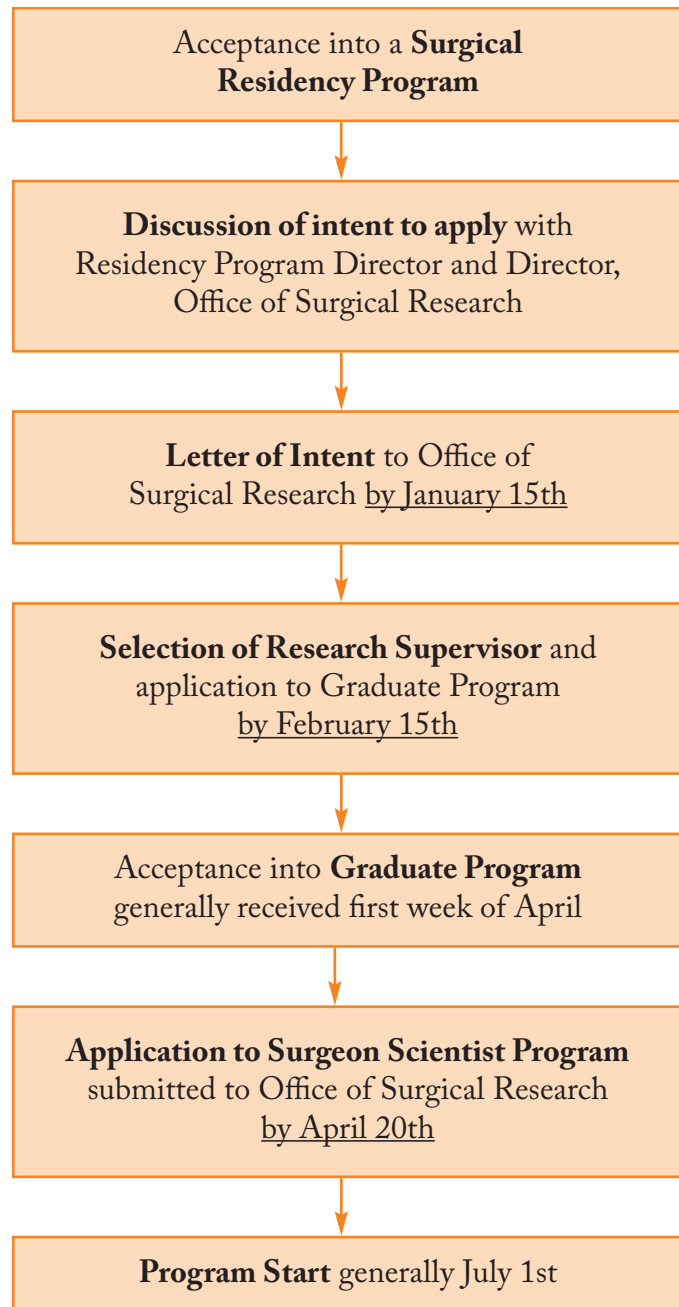 Acceptance into a Surgical
Residency Program
Discussion of intent to apply with
Residency Program Director and Director,
Office of Surgical Research
Letter of Intent to Office of
Surgical Research by January 15th
Selection of Research Supervisor and
application to Graduate Program
by February 15th
Acceptance into Graduate Program
generally received first week of April
Application to Surgeon Scientist Program
submitted to Office of Surgical Research
by April 20th
Program Start generally July 1st